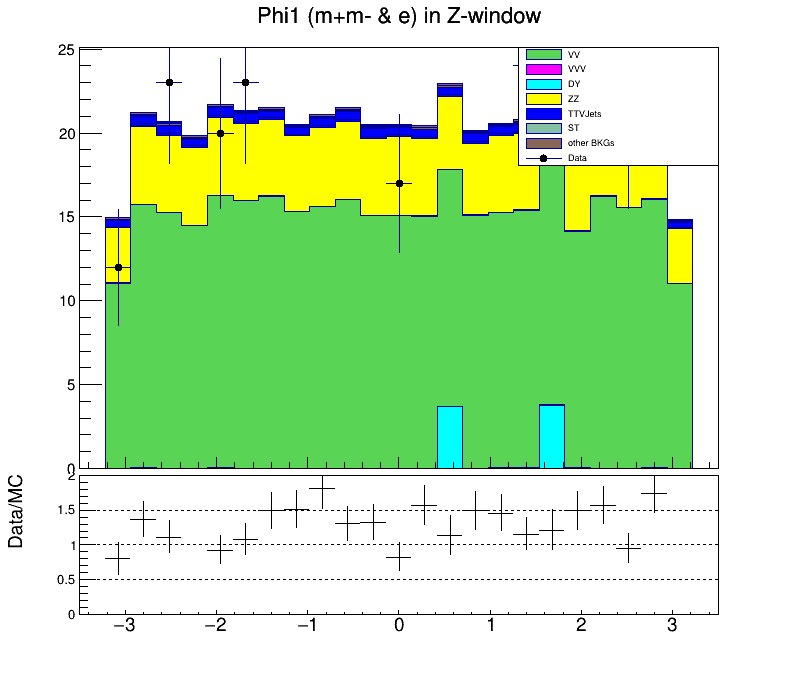 Phi1 (m+m- & e) in Z-window
25
20
15
10
5
0
VV
VVV
DY
ZZ
TTVJets
ST
other BKGs
Data
Data/MC
2
1.5
1
0.5
0
−3 −2 −1 0 1 2 3